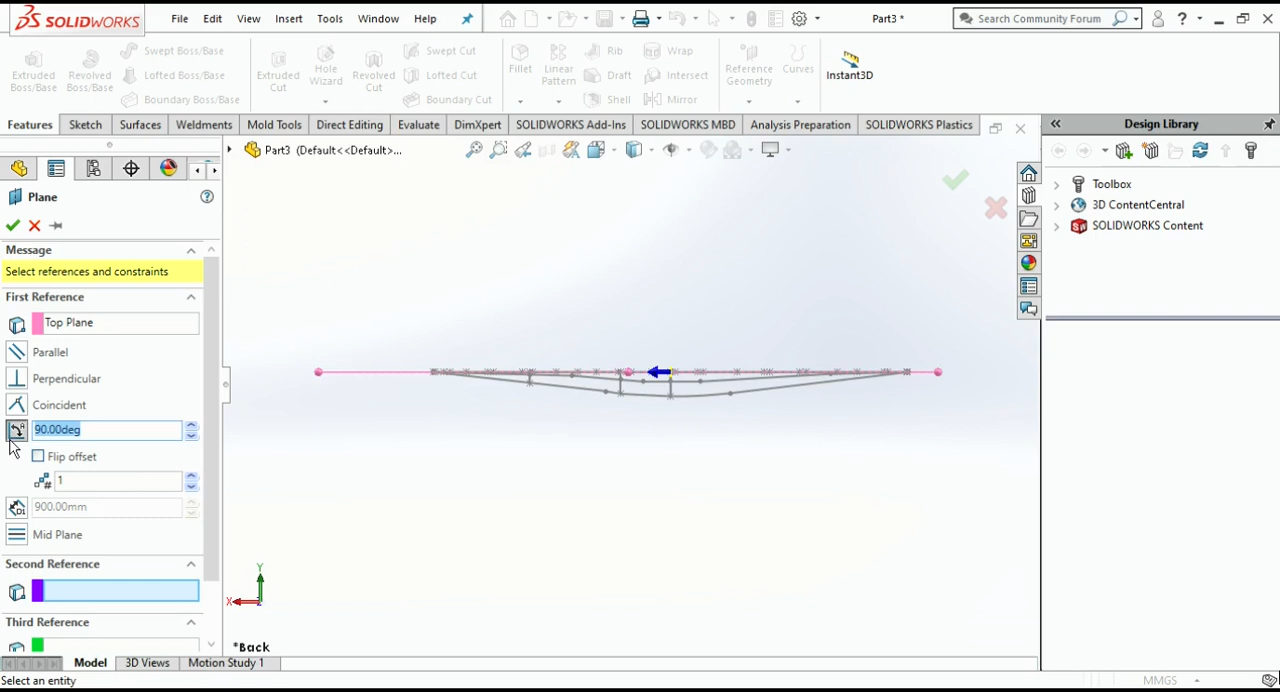 SOLIDWORKS File Edit View Insert Tools Window Help Part3 * Search Community Forum ?
Extruded Boss/Base Revolved Boss/Base Swept Boss/Base Lofted Boss/Base Boundary Boss/Base Extruded Cut Hole Wizard Revolved Cut Swept Cut Lofted Cut Boundary Cut Fillet Linear Pattern Rib Draft Shell Wrap Intersect Mirror Reference Geometry Curves Instant3D
Features Sketch Surfaces Weldments Mold Tools Direct Editing Evaluate DimXpert SOLIDWORKS Add-Ins SOLIDWORKS MBD Analysis Preparation SOLIDWORKS Plastics Design Library
Part3 (Default<<Default>...
Toolbox
3D ContentCentral
SOLIDWORKS Content
Plane
Message
Select references and constraints
First Reference
Top Plane
Parallel
Perpendicular
Coincident
90.00deg
Flip offset
1
900.00mm
Mid Plane
Second Reference
Third Reference
Y
X
Z
*Back
Model 3D Views Motion Study 1
Select an entity MMGS